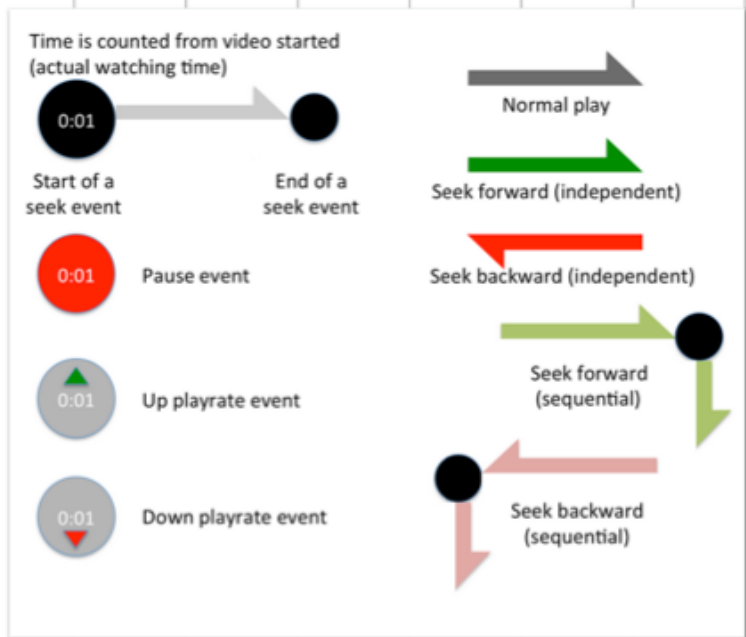 Time is counted from video started
(actual watching time)
0:01
Start of a
seek event
End of a
seek event
0:01
Pause event
0:01
Up playrate event
0:01
Down playrate event
Normal play
Seek forward (independent)
Seek backward (independent)
Seek forward
(sequential)
Seek backward
(sequential)